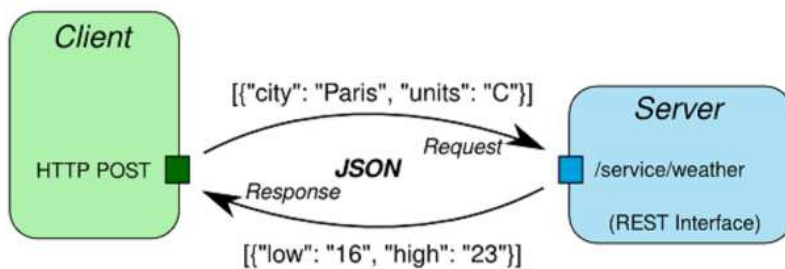 Client
[{"city": "Paris", "units": "C"}]
Server
Request
HTTP POST
JSON
/service/weather
Response
(REST Interface)
[{"low": "16", "high": "23"}]